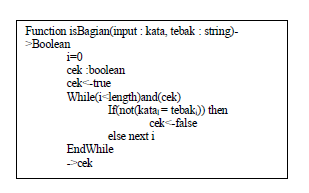 Function isBagian(input : kata, tebak : string)-
>Boolean
i=0
cek :boolean
cek<-true
While(i<length)and(cek)
If(not(kataᵢ = tebakᵢ)) then
cek<-false
else next i
EndWhile
->cek